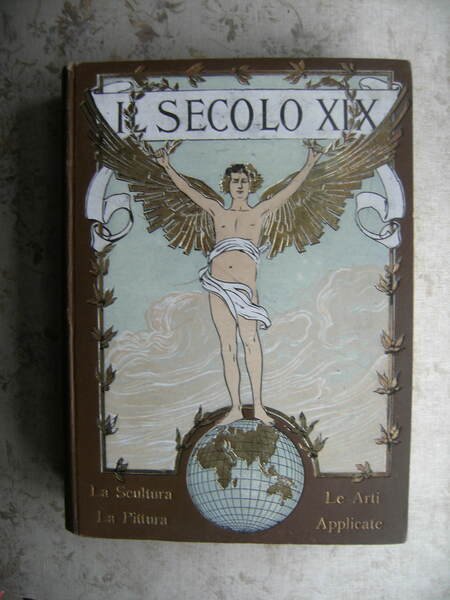 IL SECOLO XIX
La Scultura
La Pittura
Le Arti
Applicate